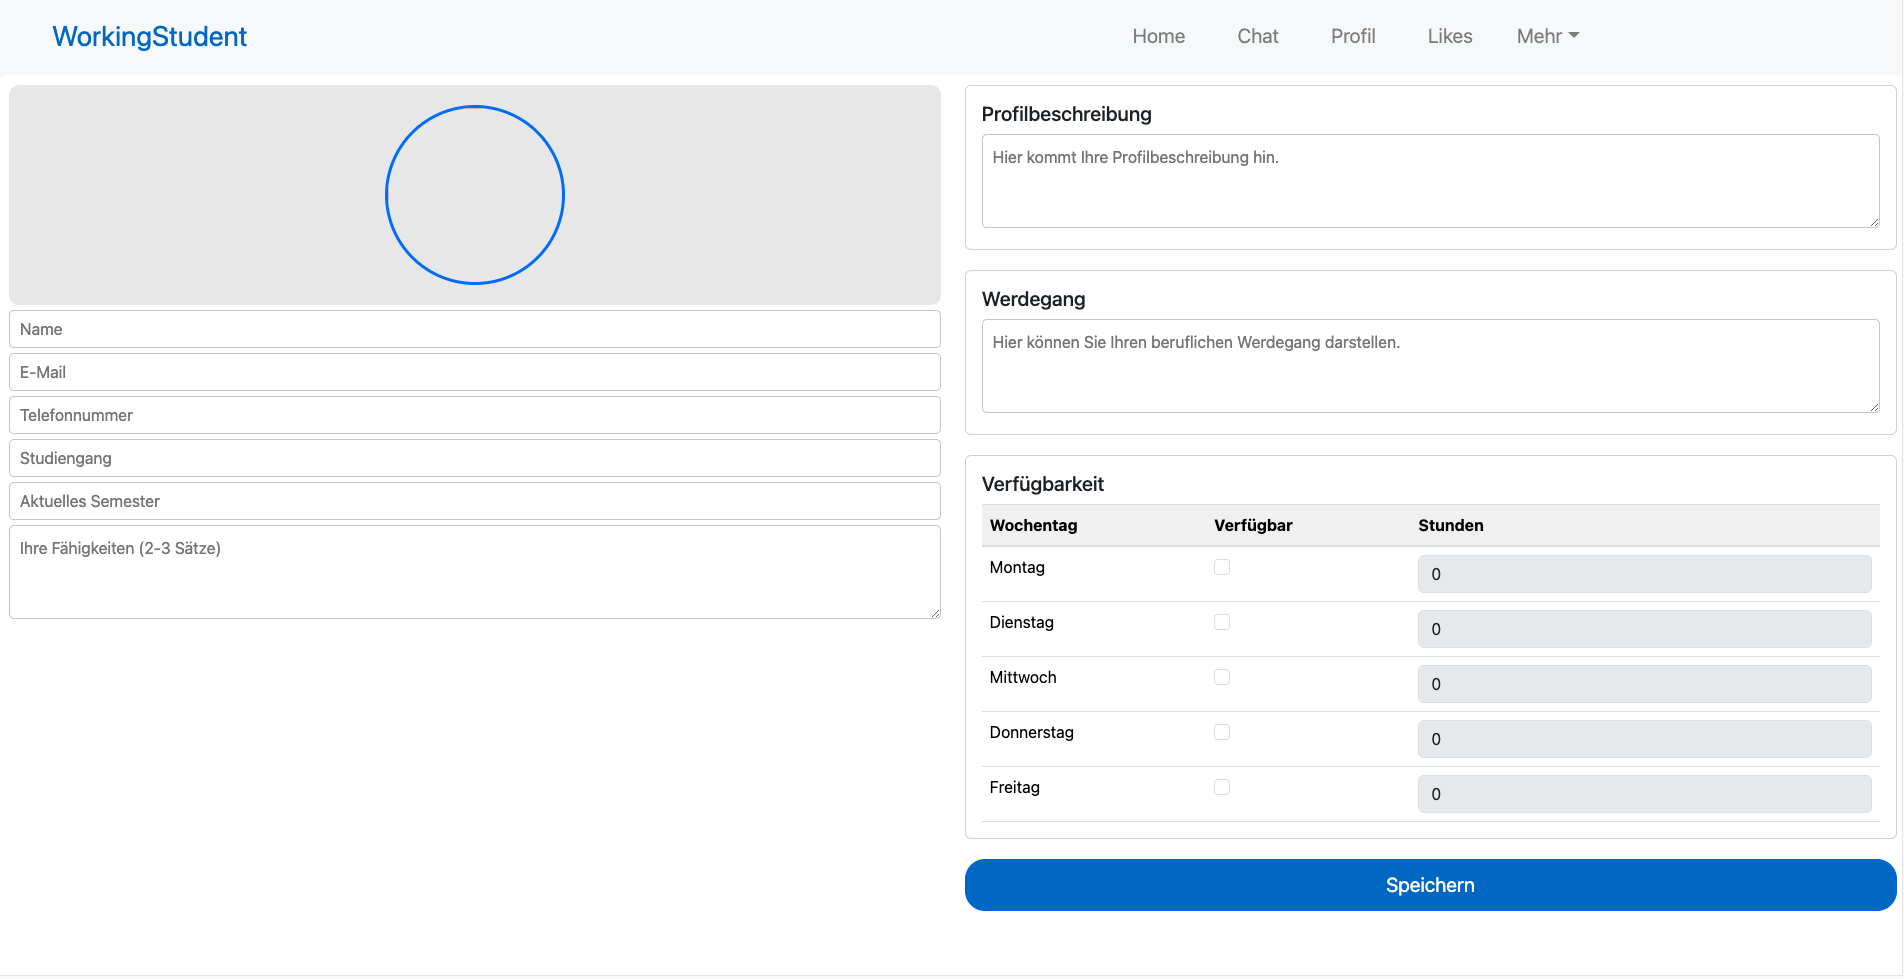 WorkingStudent
Home Chat Profil Likes Mehr
Name
E-Mail
Telefonnummer
Studiengang
Aktuelles Semester
Ihre Fähigkeiten (2-3 Sätze)
Profilbeschreibung
Hier kommt Ihre Profilbeschreibung hin.
Werdegang
Hier können Sie Ihren beruflichen Werdegang darstellen.
Verfügbarkeit
Wochentag Verfügbar Stunden
Montag 0
Dienstag 0
Mittwoch 0
Donnerstag 0
Freitag 0
Speichern